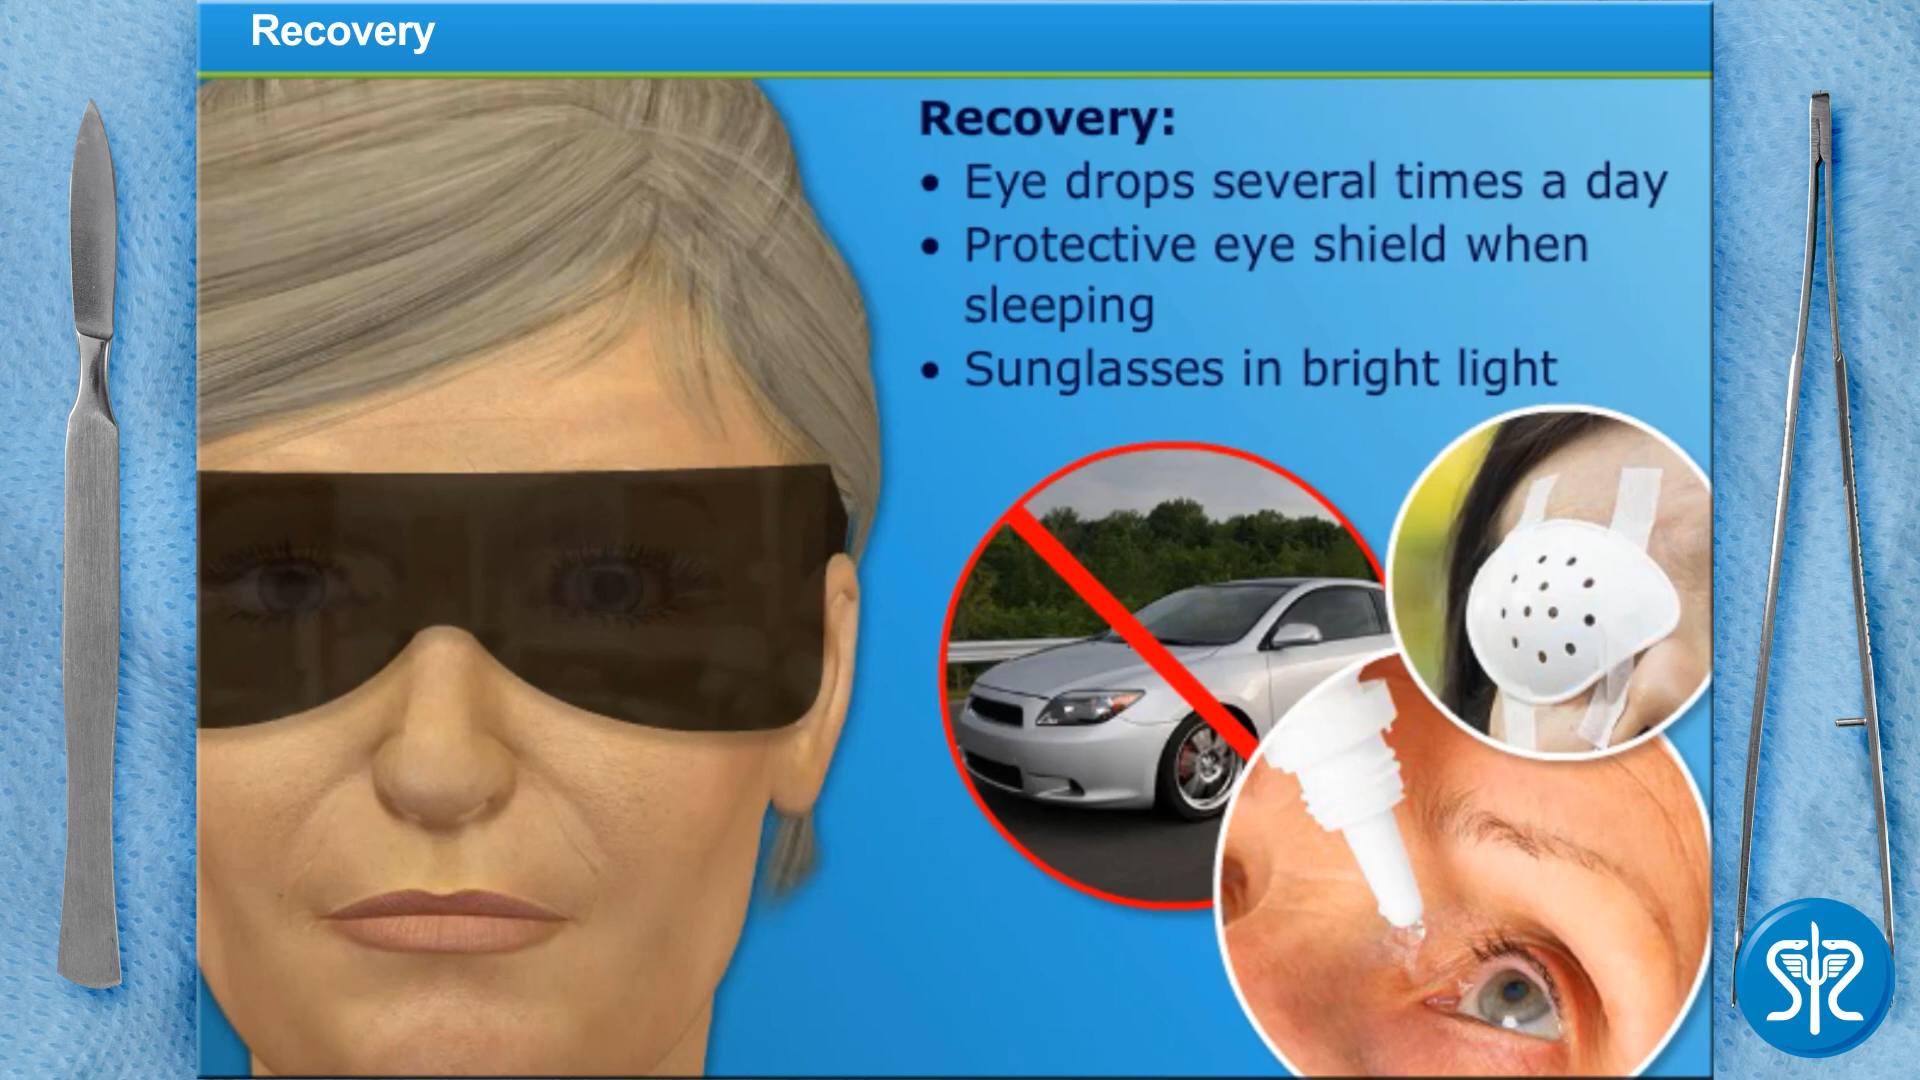 Recovery
Recovery:
• Eye drops several times a day
• Protective eye shield when
sleeping
• Sunglasses in bright light